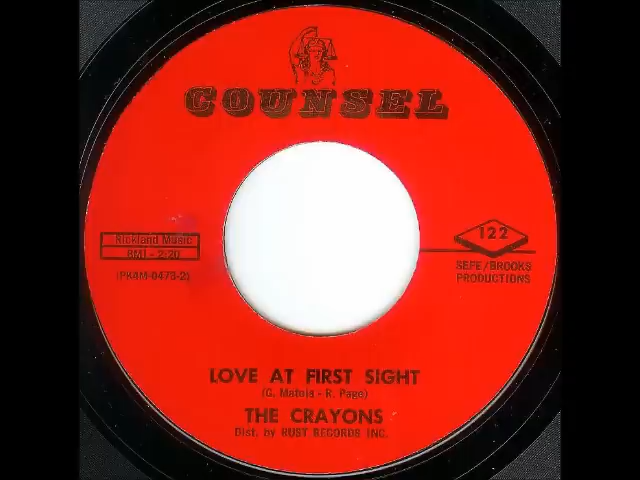 COUNSEL
Rickland Music
BMI - 2:20
(PK4M-0478-2)
122
SEFE/BROOKS
PRODUCTIONS
LOVE AT FIRST SIGHT
(G. Matola - R. Page)
THE CRAYONS
Dist. by RUST RECORDS INC.